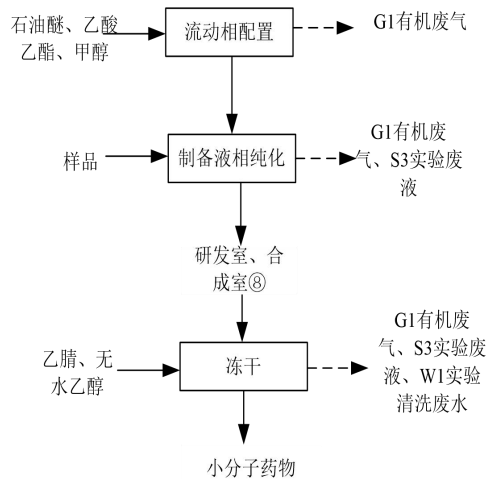 石油醚、乙酸
乙酯、甲醇
流动相配置
G1有机废气
样品
制备液相纯化
G1有机废
气、S3实验废
液
研发室、合
成室⑧
乙腈、无
水乙醇
冻干
G1有机废
气、S3实验废
液、W1实验
清洗废水
小分子药物